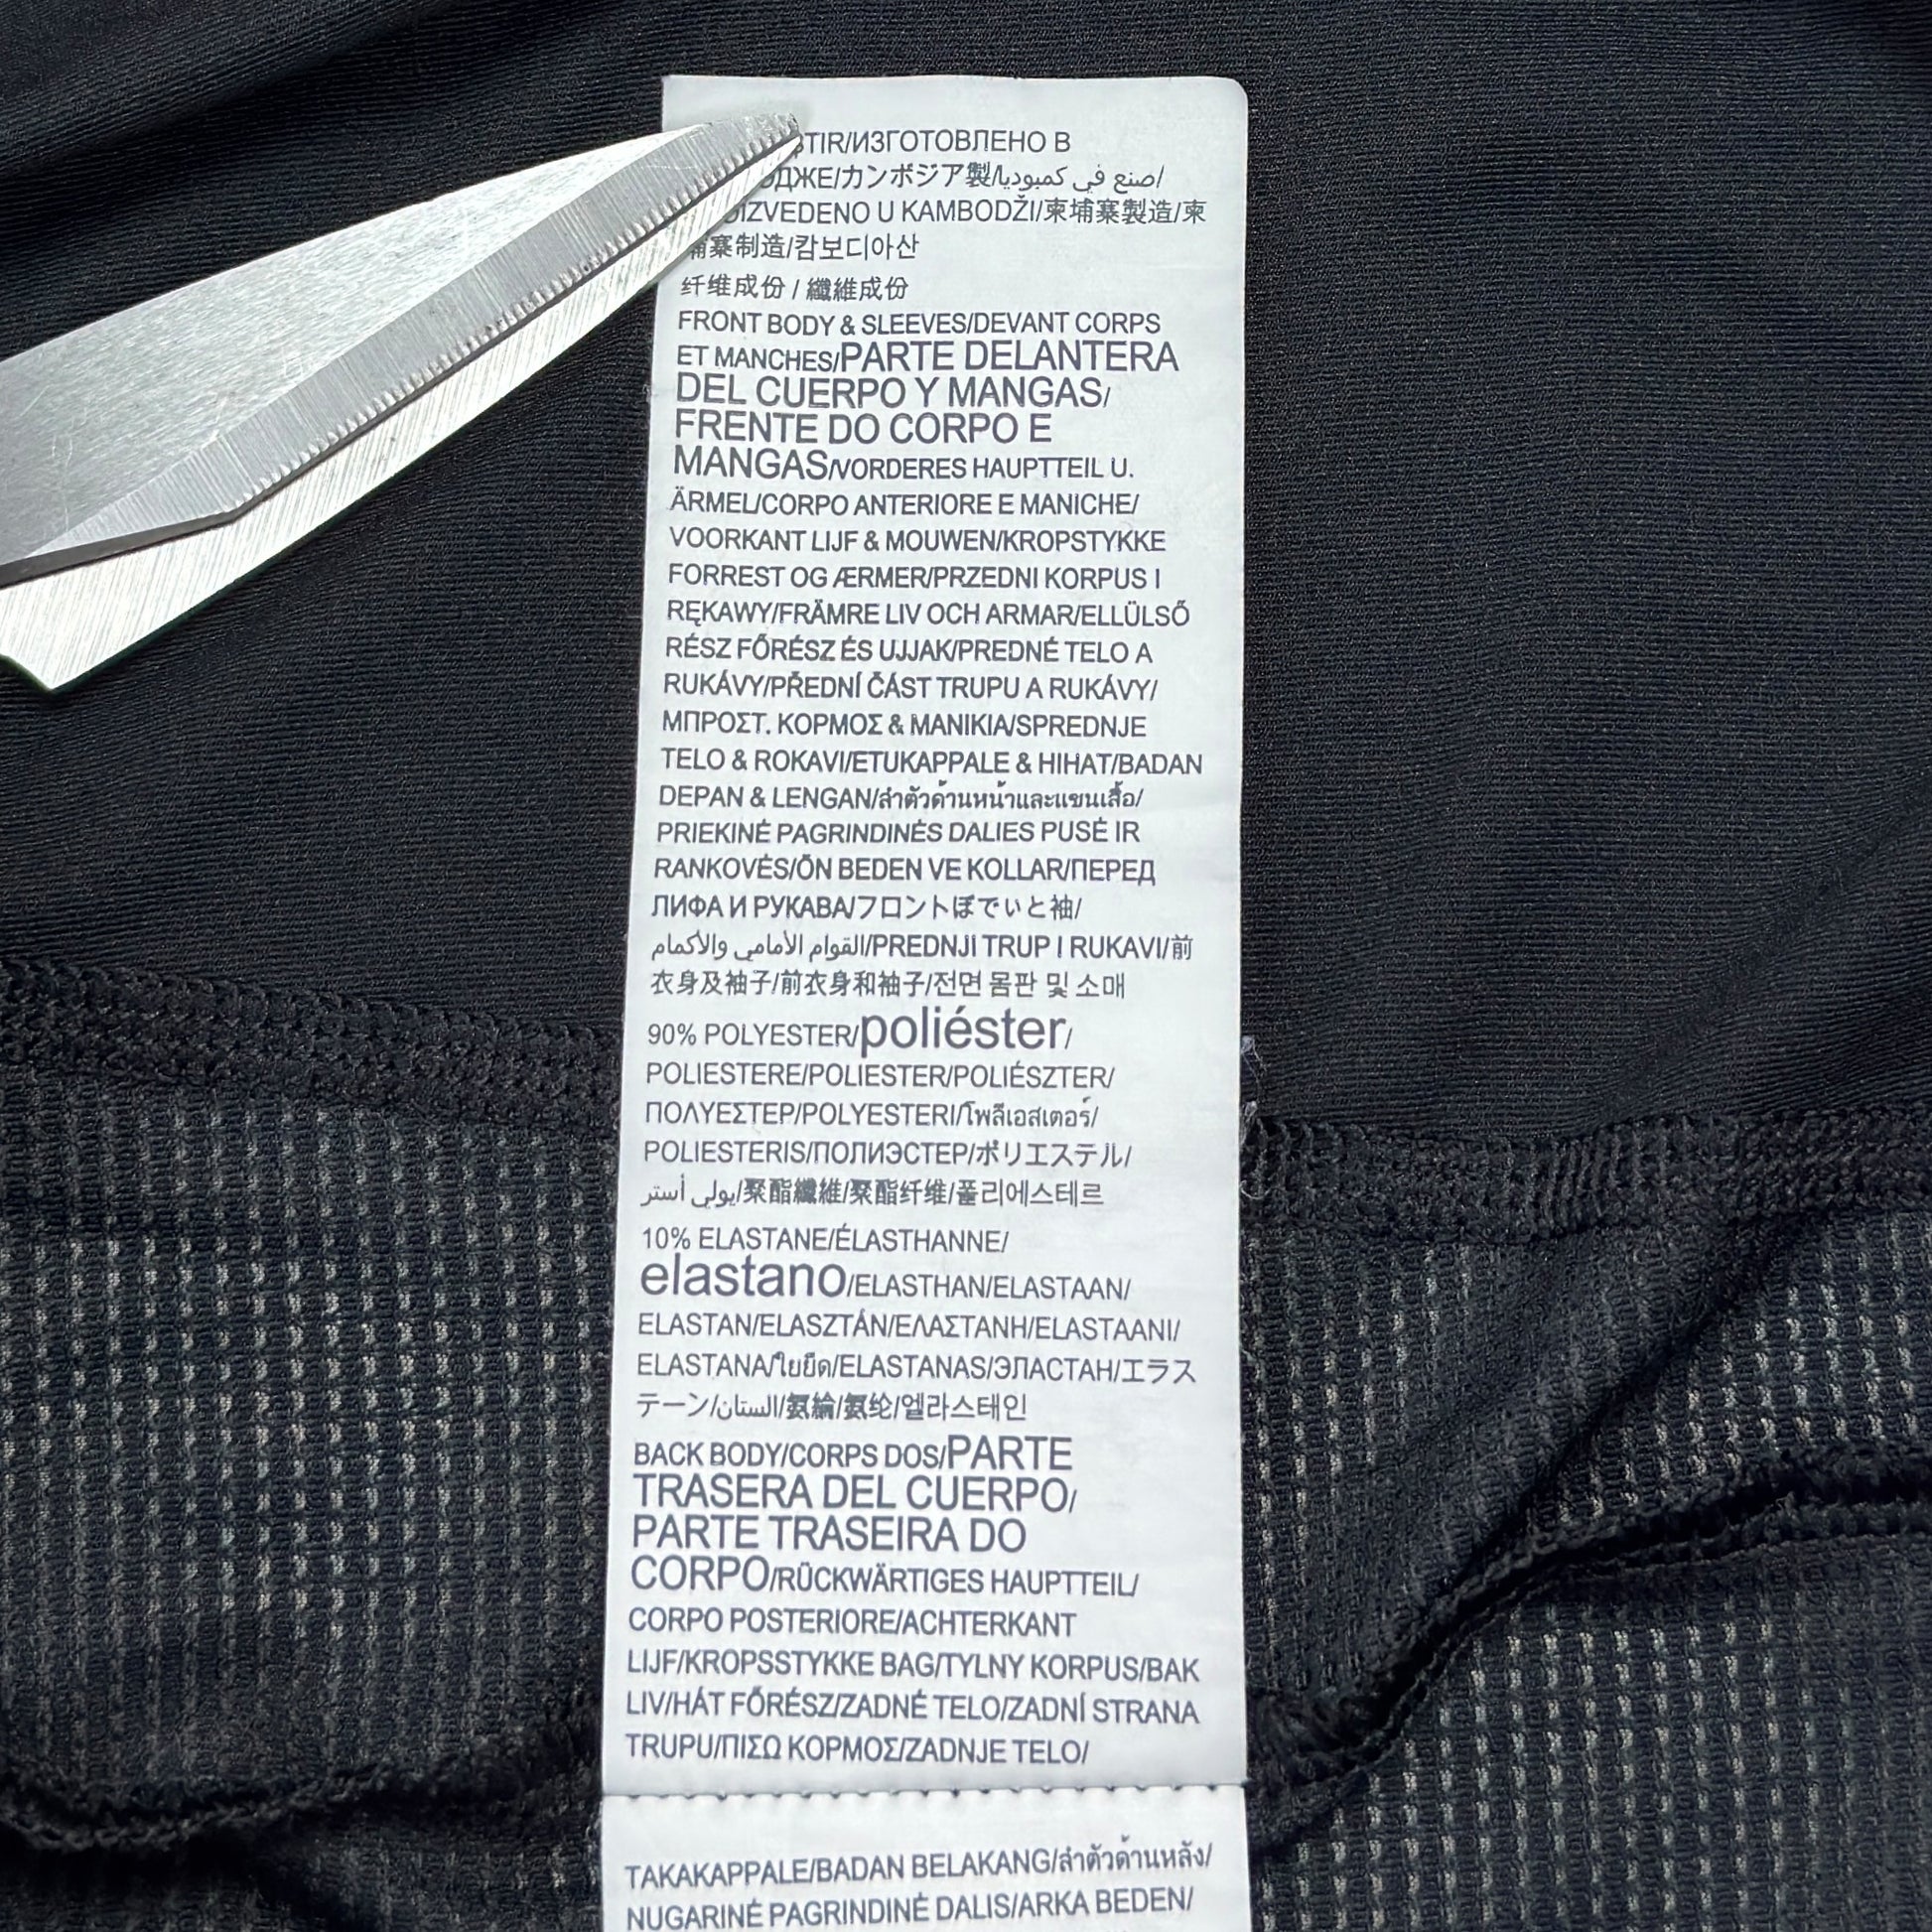 ИЗГОТОВЛЕНО В
カンボジア製/صنع في كمبوديا/
U KAMBODŽI/柬埔寨製造/柬
埔寨制造/캄보디아산
纤维成份 / 纖維成份
FRONT BODY & SLEEVES/DEVANT CORPS
ET MANCHES/PARTE DELANTERA
DEL CUERPO Y MANGAS/
FRENTE DO CORPO E
MANGAS/VORDERES HAUPTTEIL U.
ÄRMEL/CORPO ANTERIORE E MANICHE/
VOORKANT LIJF & MOUWEN/KROPSTYKKE
FORREST OG ÆRMER/PRZEDNI KORPUS I
RĘKAWY/FRÄMRE LIV OCH ARMAR/ELLÜLSŐ
RÉSZ FŐRÉSZ ÉS UJJAK/PREDNÉ TELO A
RUKÁVY/PŘEDNÍ ČÁST TRUPU A RUKÁVY/
ΜΠΡΟΣΤ. ΚΟΡΜΟΣ & ΜΑΝΙΚΙΑ/SPREDNJE
TELO & ROKAVI/ETUKAPPALE & HIHAT/BADAN
DEPAN & LENGAN/ลำตัวด้านหน้าและแขนเสื้อ/
PRIEKINĖ PAGRINDINĖS DALIES PUSĖ IR
RANKOVĖS/ÖN BEDEN VE KOLLAR/ПЕРЕД
ЛИФА И РУКАВА/フロントぼでぃと袖/
القوام الأمامي والأكمام/PREDNJI TRUP I RUKAVI/前
衣身及袖子/前衣身和袖子/전면 몸판 및 소매
90% POLYESTER/poliéster/
POLIESTERE/POLIESTER/POLIÉSZTER/
ΠΟΛΥΕΣΤΕΡ/POLYESTERI/โพลีเอสเตอร์/
POLIESTERIS/ПОЛИЭСТЕР/ポリエステル/
بولي أستر/聚酯纖維/聚酯纤维/폴리에스테르
10% ELASTANE/ÉLASTHANNE/
elastano/ELASTHAN/ELASTAAN/
ELASTAN/ELASZTÁN/ΕΛΑΣΤΑΝΗ/ELASTAANI/
ELASTANA/ใยยืด/ELASTANAS/ЭЛАСТАН/エラス
テーン/الستان/氨綸/氨纶/엘라스태인
BACK BODY/CORPS DOS/PARTE
TRASERA DEL CUERPO/
PARTE TRASEIRA DO
CORPO/RÜCKWÄRTIGES HAUPTTEIL/
CORPO POSTERIORE/ACHTERKANT
LIJF/KROPSSTYKKE BAG/TYLNY KORPUS/BAK
LIV/HÁT FŐRÉSZ/ZADNÉ TELO/ZADNÍ STRANA
TRUPU/ΠΙΣΩ ΚΟΡΜΟΣ/ZADNJE TELO/
TAKAKAPPALE/BADAN BELAKANG/ลำตัวด้านหลัง/
NUGARINĖ PAGRINDINĖ DALIS/ARKA BEDEN/